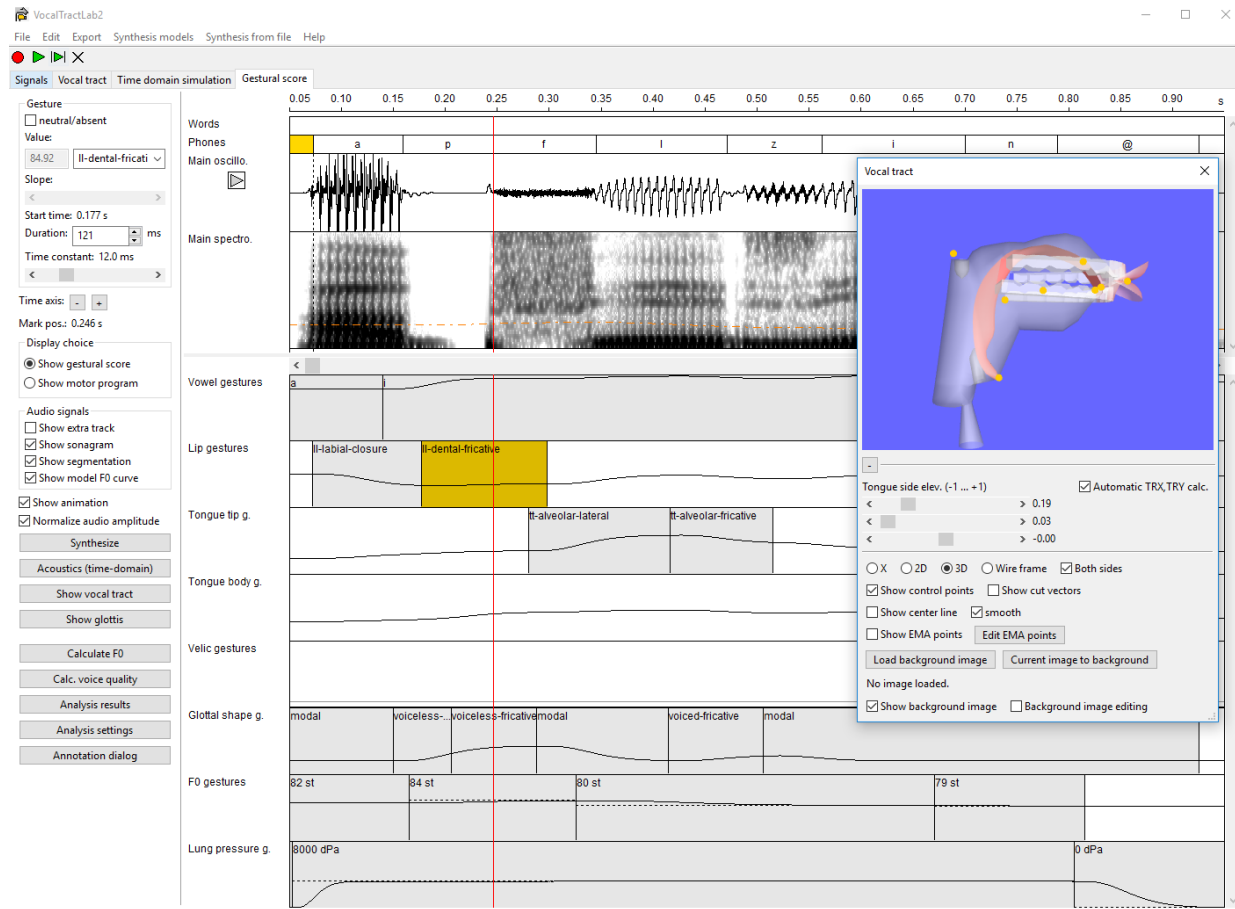 VocalTractLab2
File Edit Export Synthesis models Synthesis from file Help
Signals Vocal tract Time domain simulation Gestural score
Gesture
neutral/absent
Value:
84.92 ll-dental-fricati
Slope:
Start time: 0.177 s
Duration: 121 ms
Time constant: 12.0 ms
Time axis: - +
Mark pos.: 0.246 s
Display choice
Show gestural score
Show motor program
Audio signals
Show extra track
Show sonagram
Show segmentation
Show model F0 curve
Show animation
Normalize audio amplitude
Synthesize
Acoustics (time-domain)
Show vocal tract
Show glottis
Calculate F0
Calc. voice quality
Analysis results
Analysis settings
Annotation dialog
0.05 0.10 0.15 0.20 0.25 0.30 0.35 0.40 0.45 0.50 0.55 0.60 0.65 0.70 0.75 0.80 0.85 0.90 s
Words
Phones a p f l z i n @
Main oscillo.
Main spectro.
Vowel gestures a i
Lip gestures ll-labial-closure ll-dental-fricative
Tongue tip g. tt-alveolar-lateral tt-alveolar-fricative
Tongue body g.
Velic gestures
Glottal shape g. modal voiceless-... voiceless-fricative modal voiced-fricative modal
F0 gestures 82 st 84 st 80 st 79 st
Lung pressure g. 8000 dPa 0 dPa
Vocal tract
-
Tongue side elev. (-1 ... +1) Automatic TRX,TRY calc.
0.19
0.03
-0.00
X 2D 3D Wire frame Both sides
Show control points Show cut vectors
Show center line smooth
Show EMA points Edit EMA points
Load background image Current image to background
No image loaded.
Show background image Background image editing